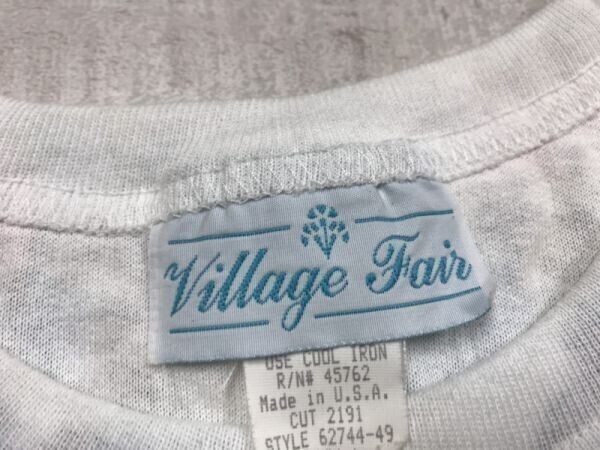 Village Fair
USE COOL IRON
R/N# 45762
Made in U.S.A.
CUT 2191
STYLE 62744-49